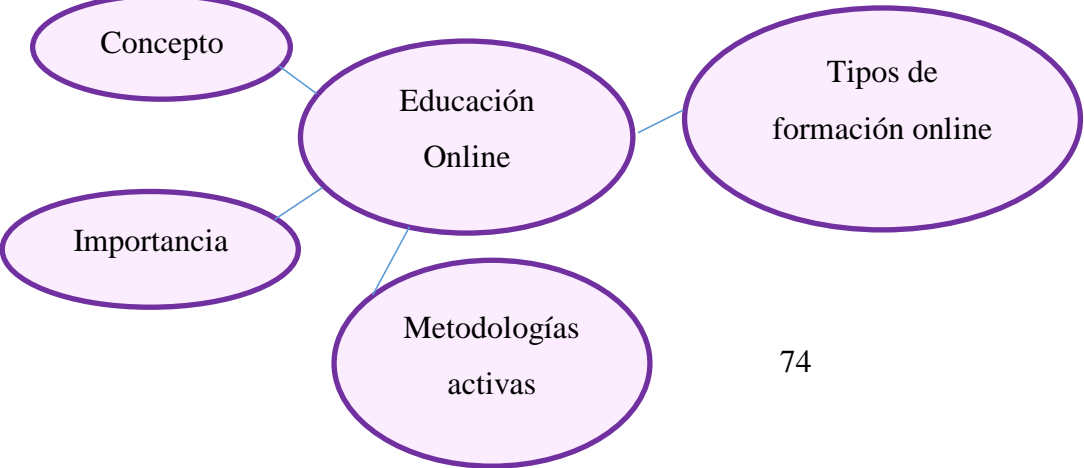 Concepto
Educación
Online
Tipos de
formación online
Importancia
Metodologías
activas
74